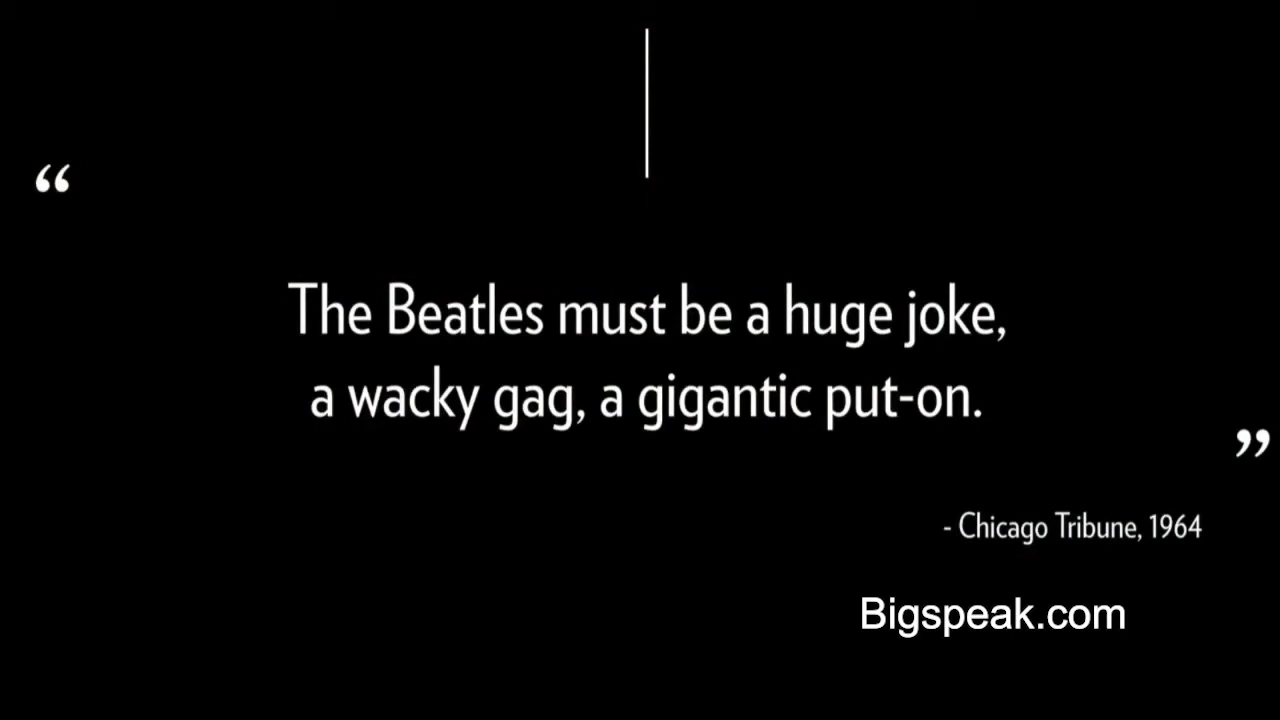 “
The Beatles must be a huge joke,
a wacky gag, a gigantic put-on.
”
- Chicago Tribune, 1964
Bigspeak.com